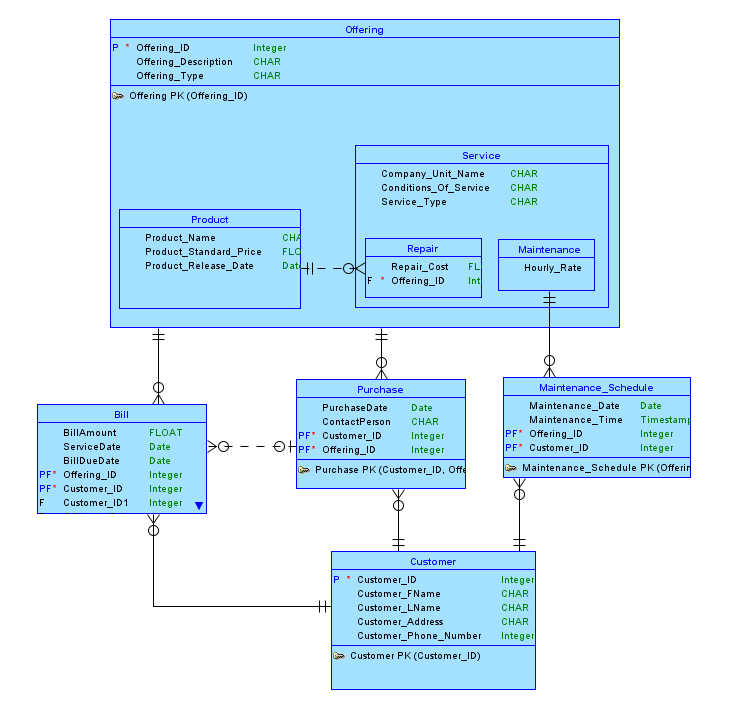 Offering
P * Offering_ID Integer
Offering_Description CHAR
Offering_Type CHAR
Offering PK (Offering_ID)
Service
Company_Unit_Name CHAR
Conditions_Of_Service CHAR
Service_Type CHAR
Product
Product_Name CHA
Product_Standard_Price FLO
Product_Release_Date Date
Repair
Repair_Cost FL
F * Offering_ID Int
Maintenance
Hourly_Rate
Bill
BillAmount FLOAT
ServiceDate Date
BillDueDate Date
PF* Offering_ID Integer
PF* Customer_ID Integer
F Customer_ID1 Integer
Purchase
PurchaseDate Date
ContactPerson CHAR
PF* Customer_ID Integer
PF* Offering_ID Integer
Purchase PK (Customer_ID, Offe
Maintenance_Schedule
Maintenance_Date Date
Maintenance_Time Timestamp
PF* Offering_ID Integer
PF* Customer_ID Integer
Maintenance_Schedule PK (Offerin
Customer
P * Customer_ID Integer
Customer_FName CHAR
Customer_LName CHAR
Customer_Address CHAR
Customer_Phone_Number Integer
Customer PK (Customer_ID)